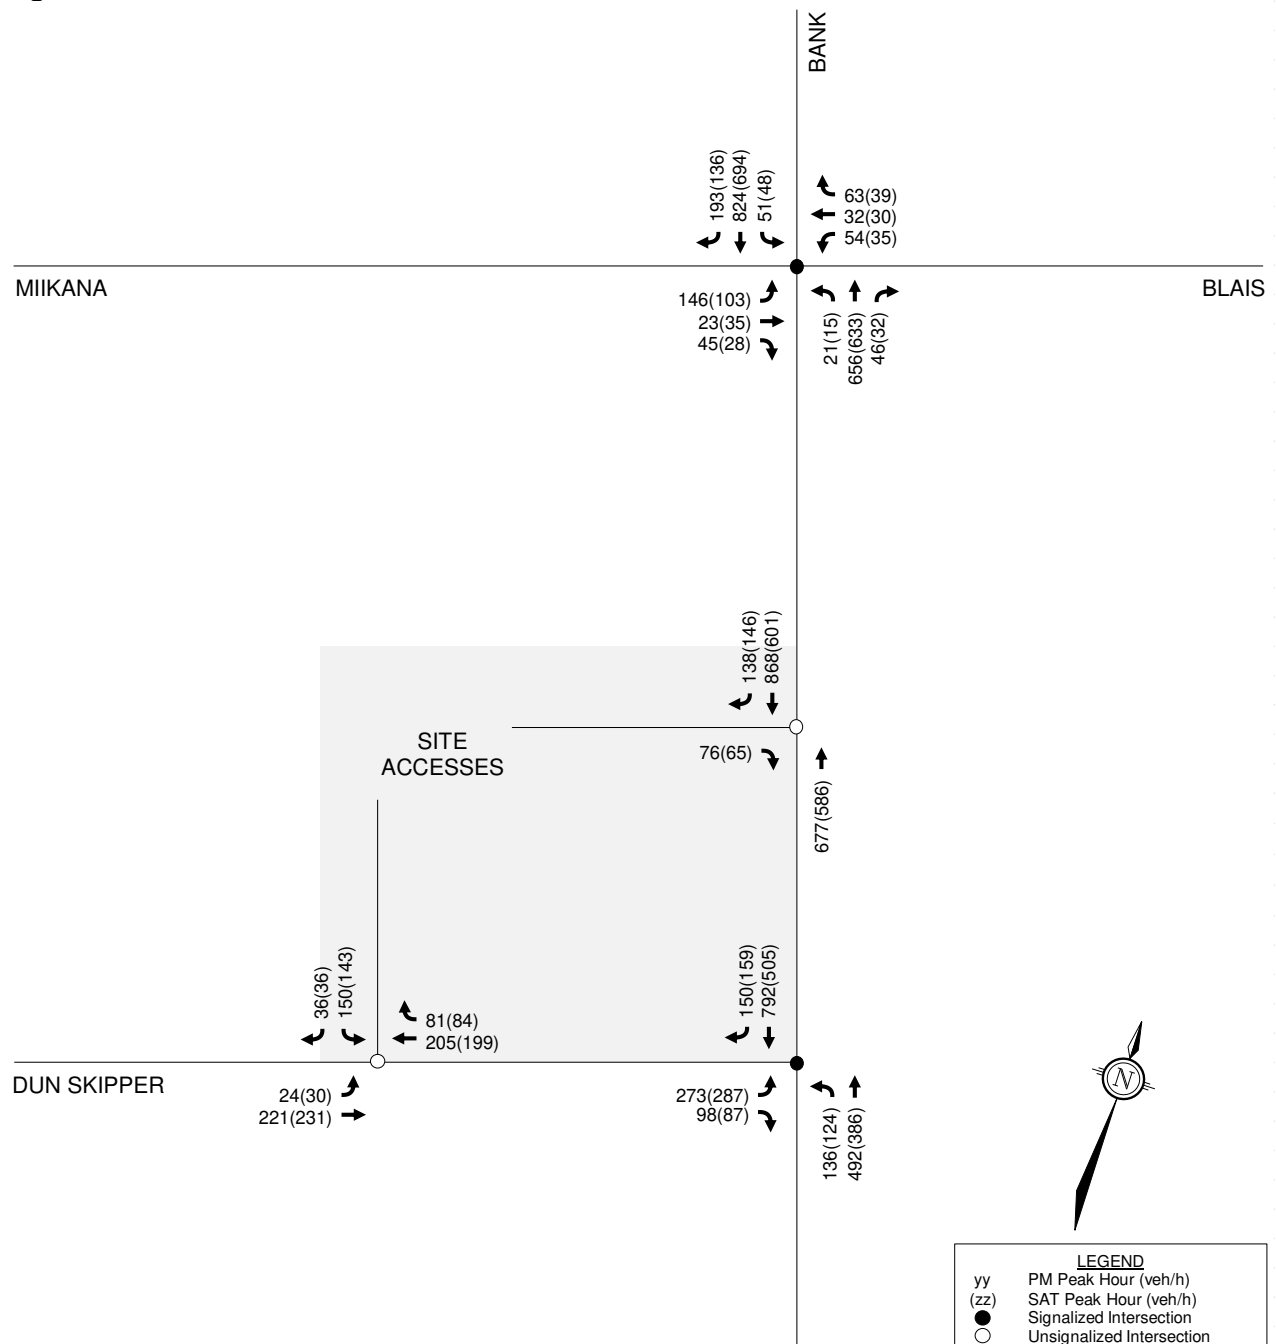 BANK
193(136)
824(694)
51(48)
63(39)
32(30)
54(35)
MIIKANA
BLAIS
146(103)
23(35)
45(28)
21(15)
656(633)
46(32)
138(146)
868(601)
SITE
ACCESSES
76(65)
677(586)
36(36)
150(143)
81(84)
205(199)
150(159)
792(505)
DUN SKIPPER
24(30)
221(231)
273(287)
98(87)
136(124)
492(386)
N
LEGEND
yy PM Peak Hour (veh/h)
(zz) SAT Peak Hour (veh/h)
Signalized Intersection
Unsignalized Intersection